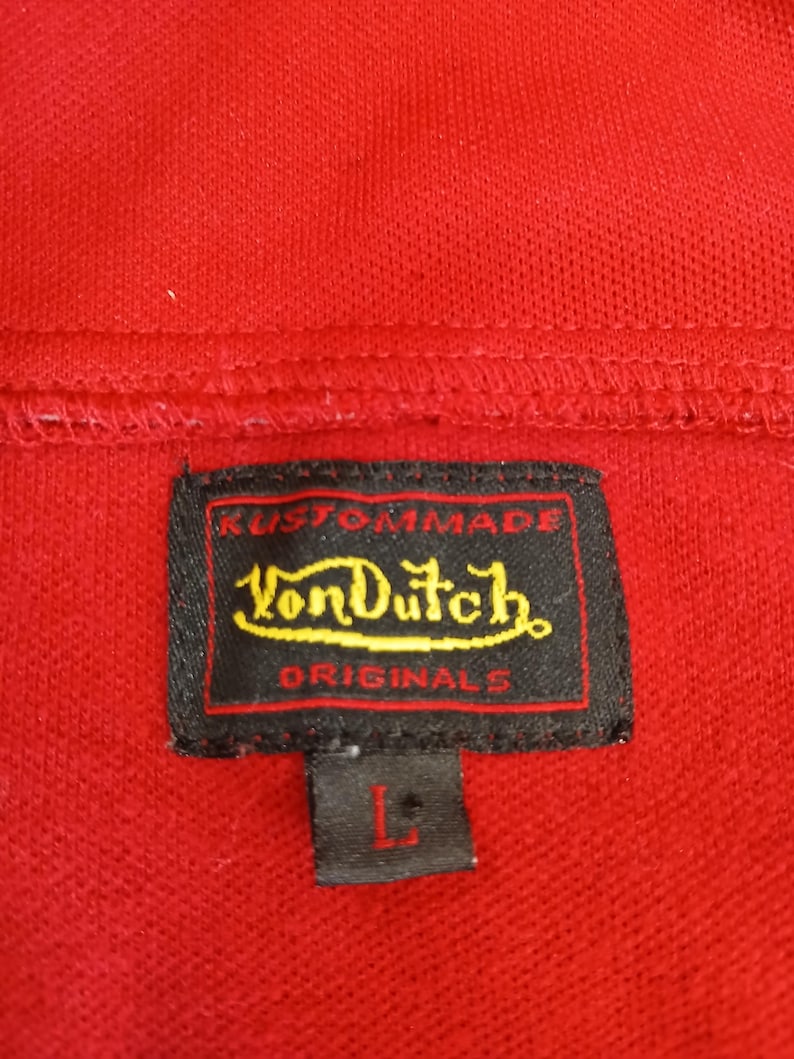 KUSTOMMADE
VonDutch
ORIGINALS
L